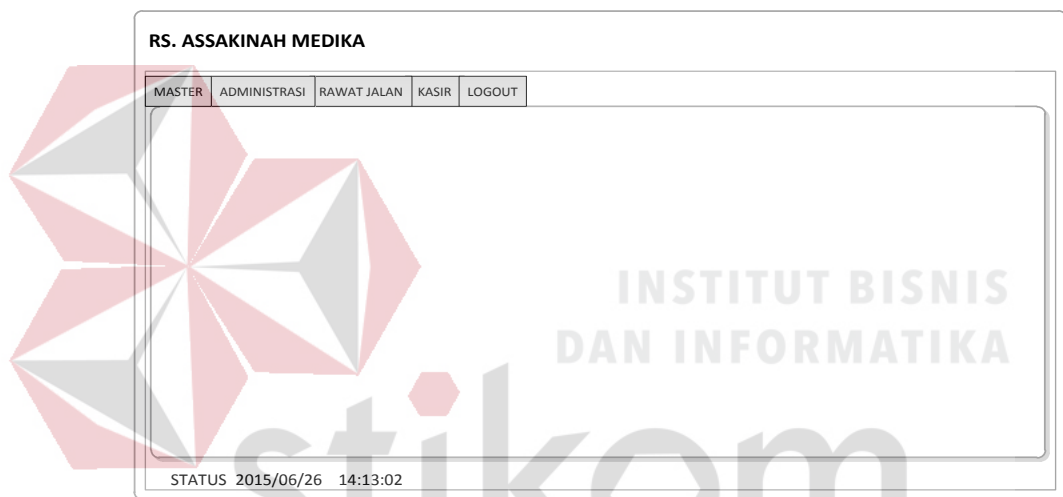 RS. ASSAKINAH MEDIKA
MASTER ADMINISTRASI RAWAT JALAN KASIR LOGOUT
INSTITUT BISNIS
DAN INFORMATIKA
stikom
STATUS 2015/06/26 14:13:02